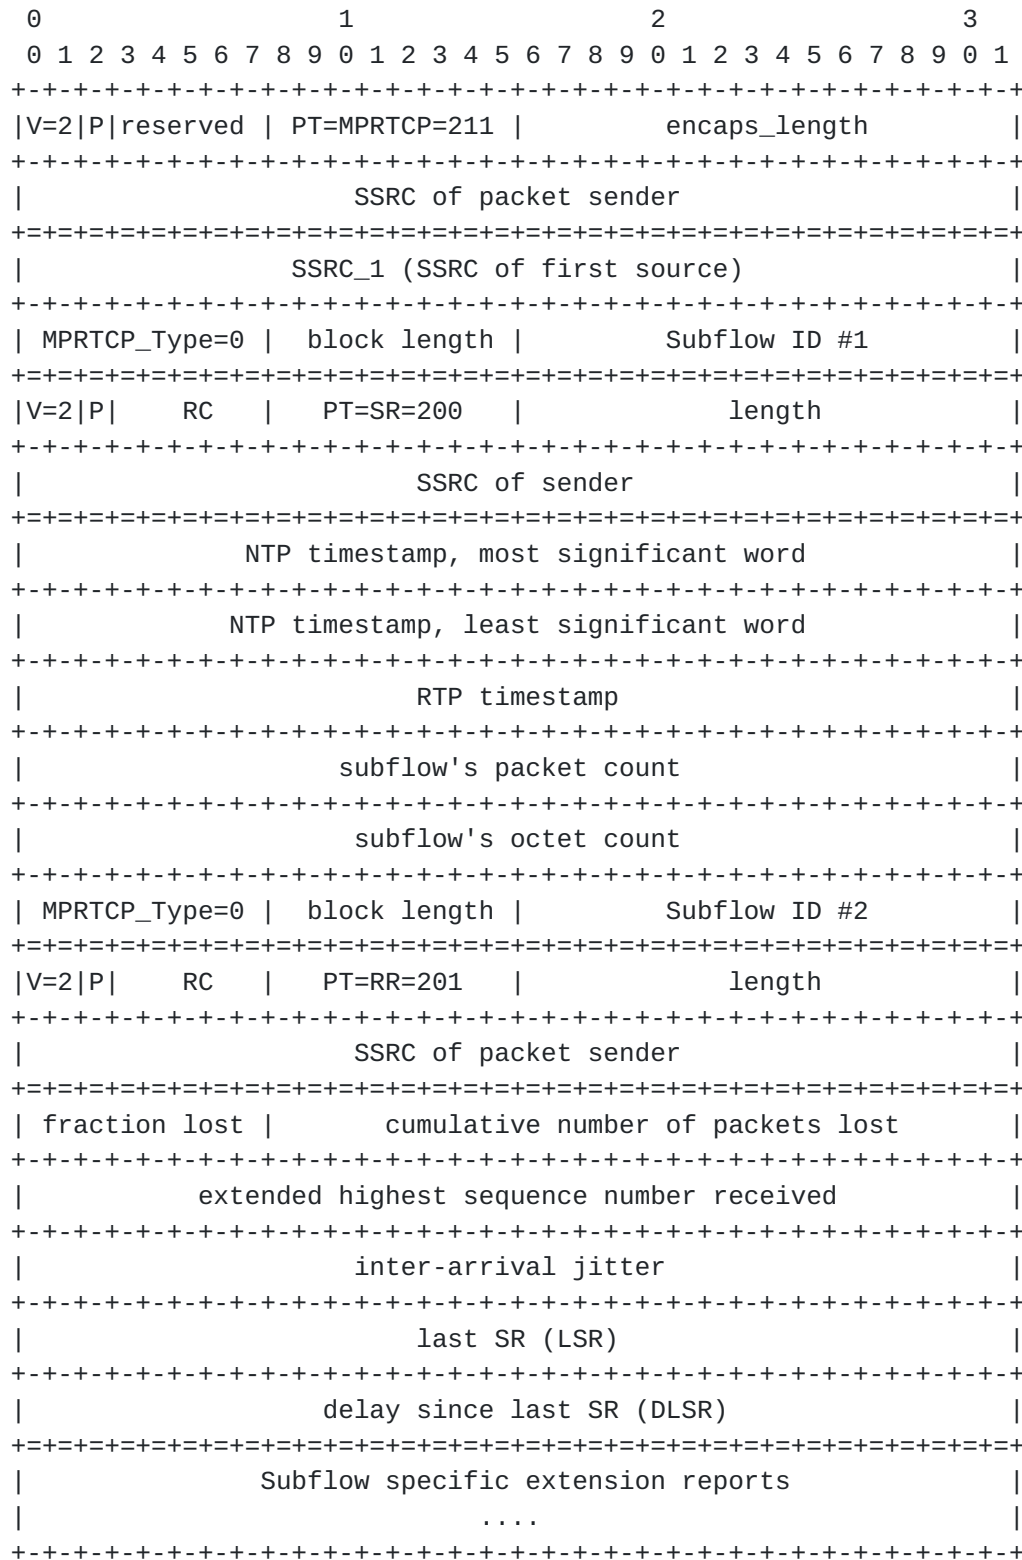 0                   1                   2                   3
 0 1 2 3 4 5 6 7 8 9 0 1 2 3 4 5 6 7 8 9 0 1 2 3 4 5 6 7 8 9 0 1
+-+-+-+-+-+-+-+-+-+-+-+-+-+-+-+-+-+-+-+-+-+-+-+-+-+-+-+-+-+-+-+-+
|V=2|P|reserved | PT=MPRTCP=211 |         encaps_length         |
+-+-+-+-+-+-+-+-+-+-+-+-+-+-+-+-+-+-+-+-+-+-+-+-+-+-+-+-+-+-+-+-+
|                     SSRC of packet sender                     |
+=+=+=+=+=+=+=+=+=+=+=+=+=+=+=+=+=+=+=+=+=+=+=+=+=+=+=+=+=+=+=+=+
|                 SSRC_1 (SSRC of first source)                 |
+-+-+-+-+-+-+-+-+-+-+-+-+-+-+-+-+-+-+-+-+-+-+-+-+-+-+-+-+-+-+-+-+
| MPRTCP_Type=0 |  block length |         Subflow ID #1         |
+=+=+=+=+=+=+=+=+=+=+=+=+=+=+=+=+=+=+=+=+=+=+=+=+=+=+=+=+=+=+=+=+
|V=2|P|    RC   |   PT=SR=200   |             length            |
+-+-+-+-+-+-+-+-+-+-+-+-+-+-+-+-+-+-+-+-+-+-+-+-+-+-+-+-+-+-+-+-+
|                         SSRC of sender                        |
+=+=+=+=+=+=+=+=+=+=+=+=+=+=+=+=+=+=+=+=+=+=+=+=+=+=+=+=+=+=+=+=+
|              NTP timestamp, most significant word             |
+-+-+-+-+-+-+-+-+-+-+-+-+-+-+-+-+-+-+-+-+-+-+-+-+-+-+-+-+-+-+-+-+
|             NTP timestamp, least significant word             |
+-+-+-+-+-+-+-+-+-+-+-+-+-+-+-+-+-+-+-+-+-+-+-+-+-+-+-+-+-+-+-+-+
|                         RTP timestamp                         |
+-+-+-+-+-+-+-+-+-+-+-+-+-+-+-+-+-+-+-+-+-+-+-+-+-+-+-+-+-+-+-+-+
|                    subflow's packet count                     |
+-+-+-+-+-+-+-+-+-+-+-+-+-+-+-+-+-+-+-+-+-+-+-+-+-+-+-+-+-+-+-+-+
|                     subflow's octet count                     |
+-+-+-+-+-+-+-+-+-+-+-+-+-+-+-+-+-+-+-+-+-+-+-+-+-+-+-+-+-+-+-+-+
| MPRTCP_Type=0 |  block length |         Subflow ID #2         |
+=+=+=+=+=+=+=+=+=+=+=+=+=+=+=+=+=+=+=+=+=+=+=+=+=+=+=+=+=+=+=+=+
|V=2|P|    RC   |   PT=RR=201   |             length            |
+-+-+-+-+-+-+-+-+-+-+-+-+-+-+-+-+-+-+-+-+-+-+-+-+-+-+-+-+-+-+-+-+
|                     SSRC of packet sender                     |
+=+=+=+=+=+=+=+=+=+=+=+=+=+=+=+=+=+=+=+=+=+=+=+=+=+=+=+=+=+=+=+=+
| fraction lost |       cumulative number of packets lost       |
+-+-+-+-+-+-+-+-+-+-+-+-+-+-+-+-+-+-+-+-+-+-+-+-+-+-+-+-+-+-+-+-+
|           extended highest sequence number received           |
+-+-+-+-+-+-+-+-+-+-+-+-+-+-+-+-+-+-+-+-+-+-+-+-+-+-+-+-+-+-+-+-+
|                     inter-arrival jitter                      |
+-+-+-+-+-+-+-+-+-+-+-+-+-+-+-+-+-+-+-+-+-+-+-+-+-+-+-+-+-+-+-+-+
|                         last SR (LSR)                         |
+-+-+-+-+-+-+-+-+-+-+-+-+-+-+-+-+-+-+-+-+-+-+-+-+-+-+-+-+-+-+-+-+
|                   delay since last SR (DLSR)                  |
+=+=+=+=+=+=+=+=+=+=+=+=+=+=+=+=+=+=+=+=+=+=+=+=+=+=+=+=+=+=+=+=+
|               Subflow specific extension reports              |
|                             ....                              |
+-+-+-+-+-+-+-+-+-+-+-+-+-+-+-+-+-+-+-+-+-+-+-+-+-+-+-+-+-+-+-+-+